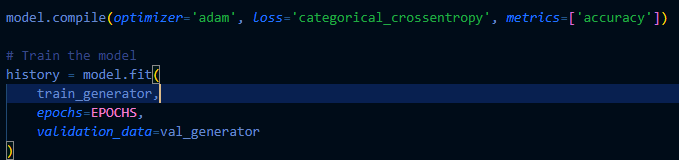 model.compile(optimizer='adam', loss='categorical_crossentropy', metrics=['accuracy'])
# Train the model
history = model.fit(
    train_generator,
    epochs=EPOCHS,
    validation_data=val_generator
)